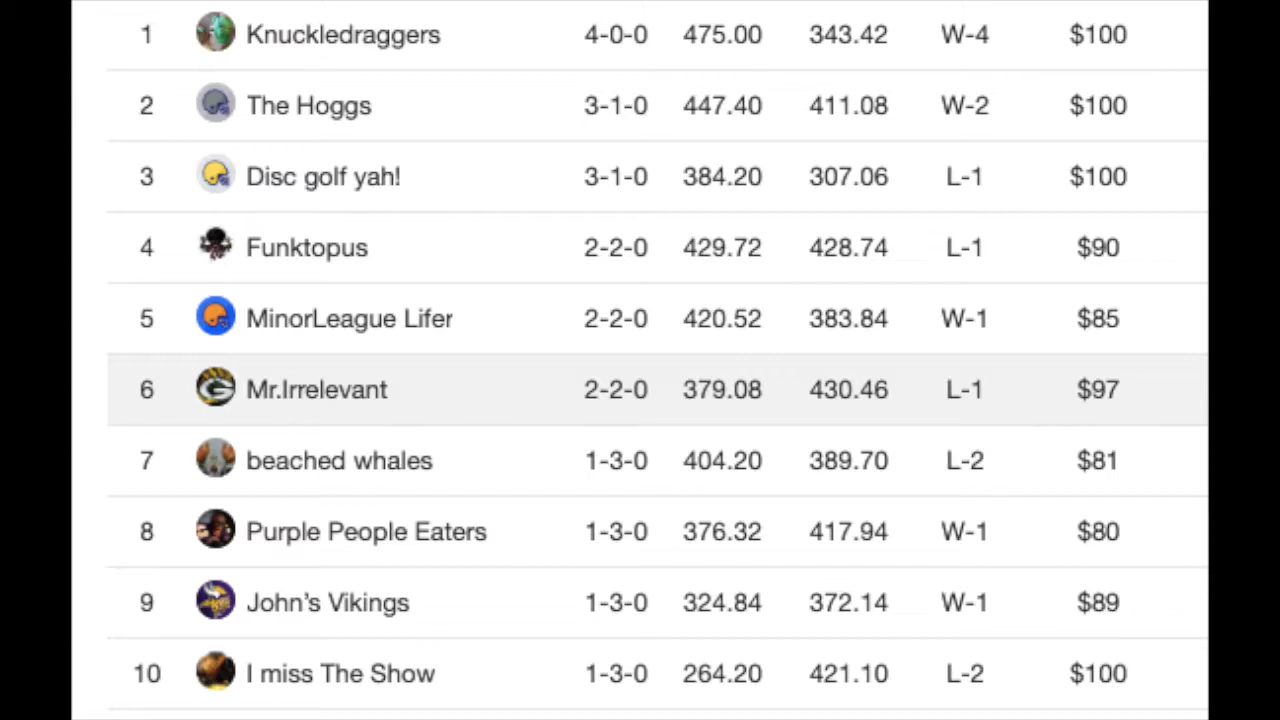 1 Knuckledraggers 4-0-0 475.00 343.42 W-4 $100
2 The Hoggs 3-1-0 447.40 411.08 W-2 $100
3 Disc golf yah! 3-1-0 384.20 307.06 L-1 $100
4 Funktopus 2-2-0 429.72 428.74 L-1 $90
5 MinorLeague Lifer 2-2-0 420.52 383.84 W-1 $85
6 Mr.Irrelevant 2-2-0 379.08 430.46 L-1 $97
7 beached whales 1-3-0 404.20 389.70 L-2 $81
8 Purple People Eaters 1-3-0 376.32 417.94 W-1 $80
9 John’s Vikings 1-3-0 324.84 372.14 W-1 $89
10 I miss The Show 1-3-0 264.20 421.10 L-2 $100